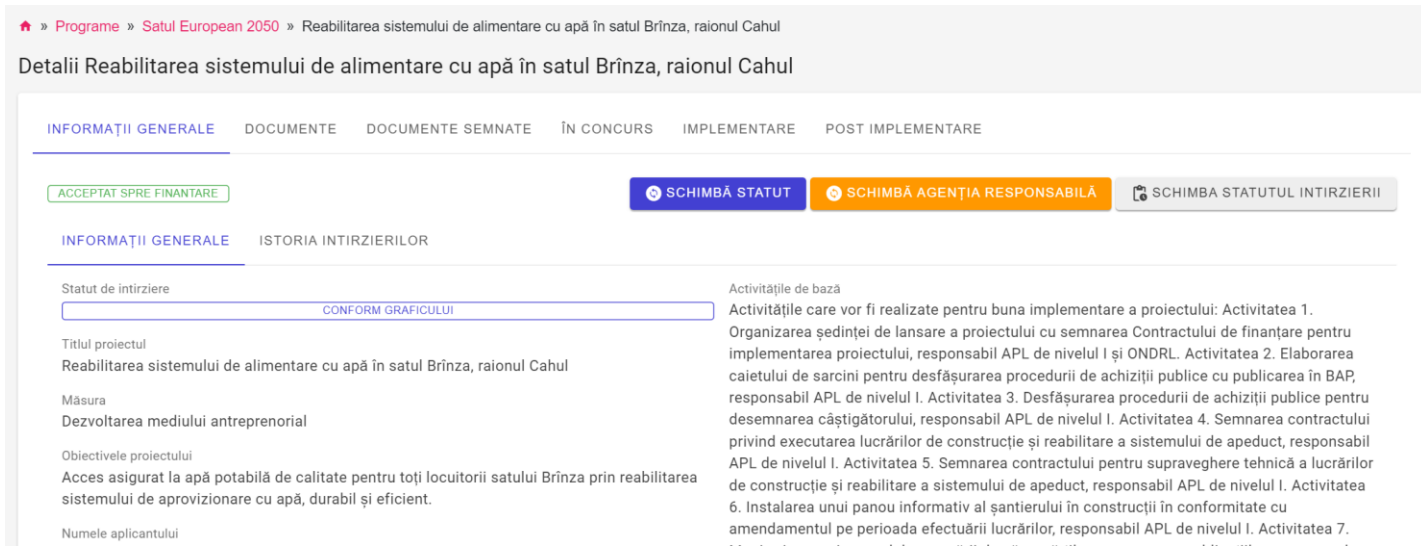 » Programe » Satul European 2050 » Reabilitarea sistemului de alimentare cu apă în satul Brînza, raionul Cahul
Detalii Reabilitarea sistemului de alimentare cu apă în satul Brînza, raionul Cahul
INFORMAȚII GENERALE DOCUMENTE DOCUMENTE SEMNATE ÎN CONCURS IMPLEMENTARE POST IMPLEMENTARE
ACCEPTAT SPRE FINANTARE
SCHIMBĂ STATUT SCHIMBĂ AGENȚIA RESPONSABILĂ SCHIMBA STATUTUL INTIRZIERII
INFORMAȚII GENERALE ISTORIA INTIRZIERILOR
Statut de intirziere
CONFORM GRAFICULUI
Titlul proiectul
Reabilitarea sistemului de alimentare cu apă în satul Brînza, raionul Cahul
Măsura
Dezvoltarea mediului antreprenorial
Obiectivele proiectului
Acces asigurat la apă potabilă de calitate pentru toți locuitorii satului Brînza prin reabilitarea
sistemului de aprovizionare cu apă, durabil și eficient.
Numele aplicantului
Activitățile de bază
Activitățile care vor fi realizate pentru buna implementare a proiectului: Activitatea 1.
Organizarea ședinței de lansare a proiectului cu semnarea Contractului de finanțare pentru
implementarea proiectului, responsabil APL de nivelul I și ONDRL. Activitatea 2. Elaborarea
caietului de sarcini pentru desfășurarea procedurii de achiziții publice cu publicarea în BAP,
responsabil APL de nivelul I. Activitatea 3. Desfășurarea procedurii de achiziții publice pentru
desemnarea câștigătorului, responsabil APL de nivelul I. Activitatea 4. Semnarea contractului
privind executarea lucrărilor de construcție și reabilitare a sistemului de apeduct, responsabil
APL de nivelul I. Activitatea 5. Semnarea contractului pentru supraveghere tehnică a lucrărilor
de construcție și reabilitare a sistemului de apeduct, responsabil APL de nivelul I. Activitatea
6. Instalarea unui panou informativ al șantierului în construcții în conformitate cu
amendamentul pe perioada efectuării lucrărilor, responsabil APL de nivelul I. Activitatea 7.